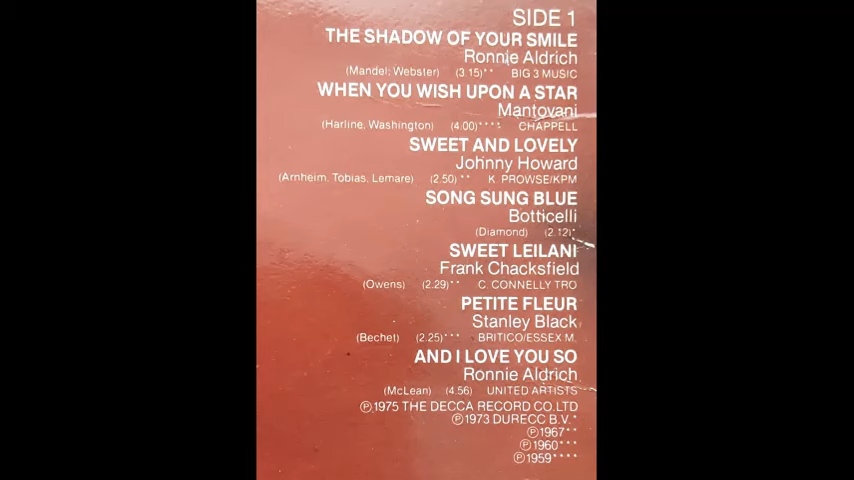 SIDE 1
THE SHADOW OF YOUR SMILE
Ronnie Aldrich
(Mandel; Webster) (3.15)** BIG 3 MUSIC
WHEN YOU WISH UPON A STAR
Mantovani
(Harline, Washington) (4.00)**** CHAPPELL
SWEET AND LOVELY
Johnny Howard
(Arnheim, Tobias, Lemare) (2.50)** K. PROWSE/KPM
SONG SUNG BLUE
Botticelli
(Diamond) (2.12)*
SWEET LEILANI
Frank Chacksfield
(Owens) (2.29)** C. CONNELLY TRO
PETITE FLEUR
Stanley Black
(Bechet) (2.25)*** BRITICO/ESSEX M.
AND I LOVE YOU SO
Ronnie Aldrich
(McLean) (4.56) UNITED ARTISTS
℗1975 THE DECCA RECORD CO.LTD
℗1973 DURECC B.V.*
℗1967**
℗1960***
℗1959****